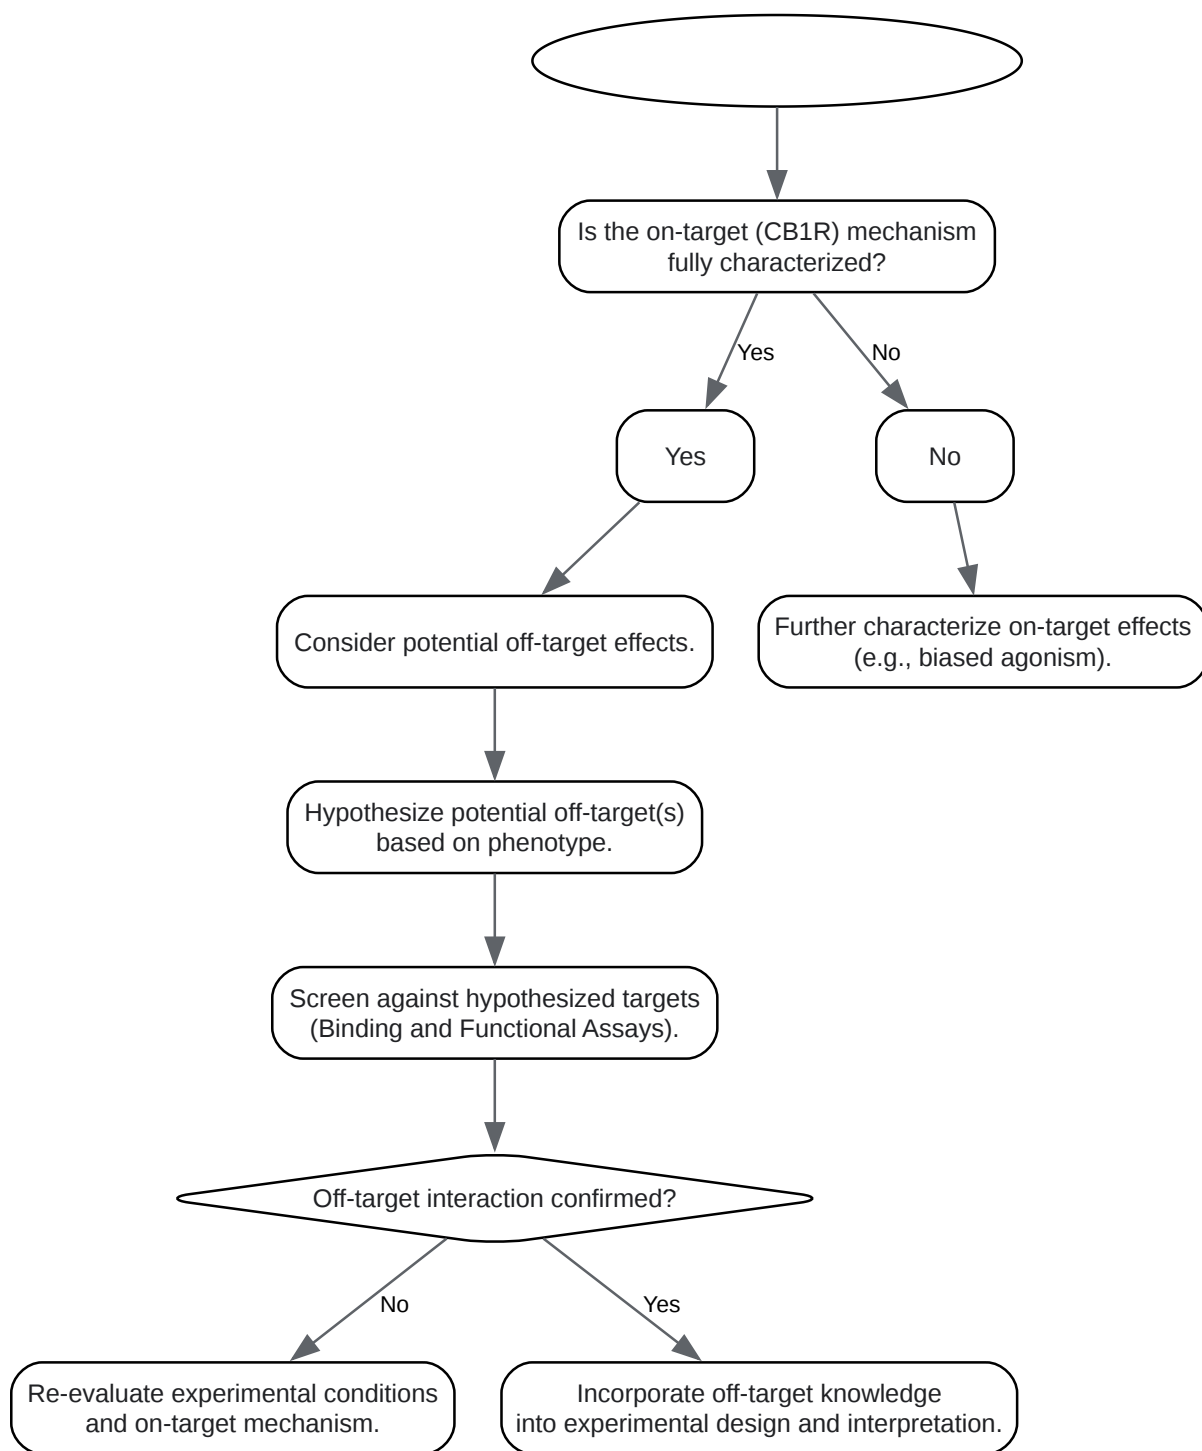 Is the on-target (CB1R) mechanism
fully characterized?
Yes
No
Yes
No
Consider potential off-target effects.
Further characterize on-target effects
(e.g., biased agonism).
Hypothesize potential off-target(s)
based on phenotype.
Screen against hypothesized targets
(Binding and Functional Assays).
Off-target interaction confirmed?
No
Yes
Re-evaluate experimental conditions
and on-target mechanism.
Incorporate off-target knowledge
into experimental design and interpretation.